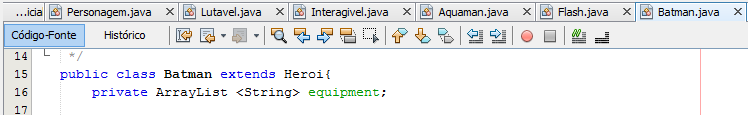 ...icia Personagem.java Lutavel.java Interagivel.java Aquaman.java Flash.java Batman.java
Código-Fonte Histórico
14 */
15 public class Batman extends Heroi{
16 private ArrayList <String> equipment;
17